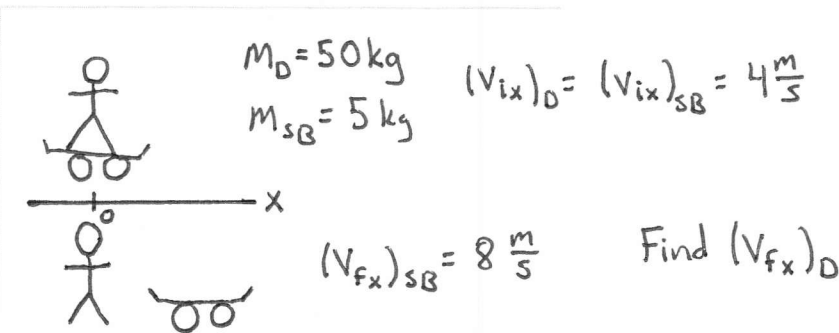 M_D = 50 kg
(V_ix)_D = (V_ix)_SB = 4 m/s
M_SB = 5 kg
X
0
(V_fx)_SB = 8 m/s
Find (V_fx)_D